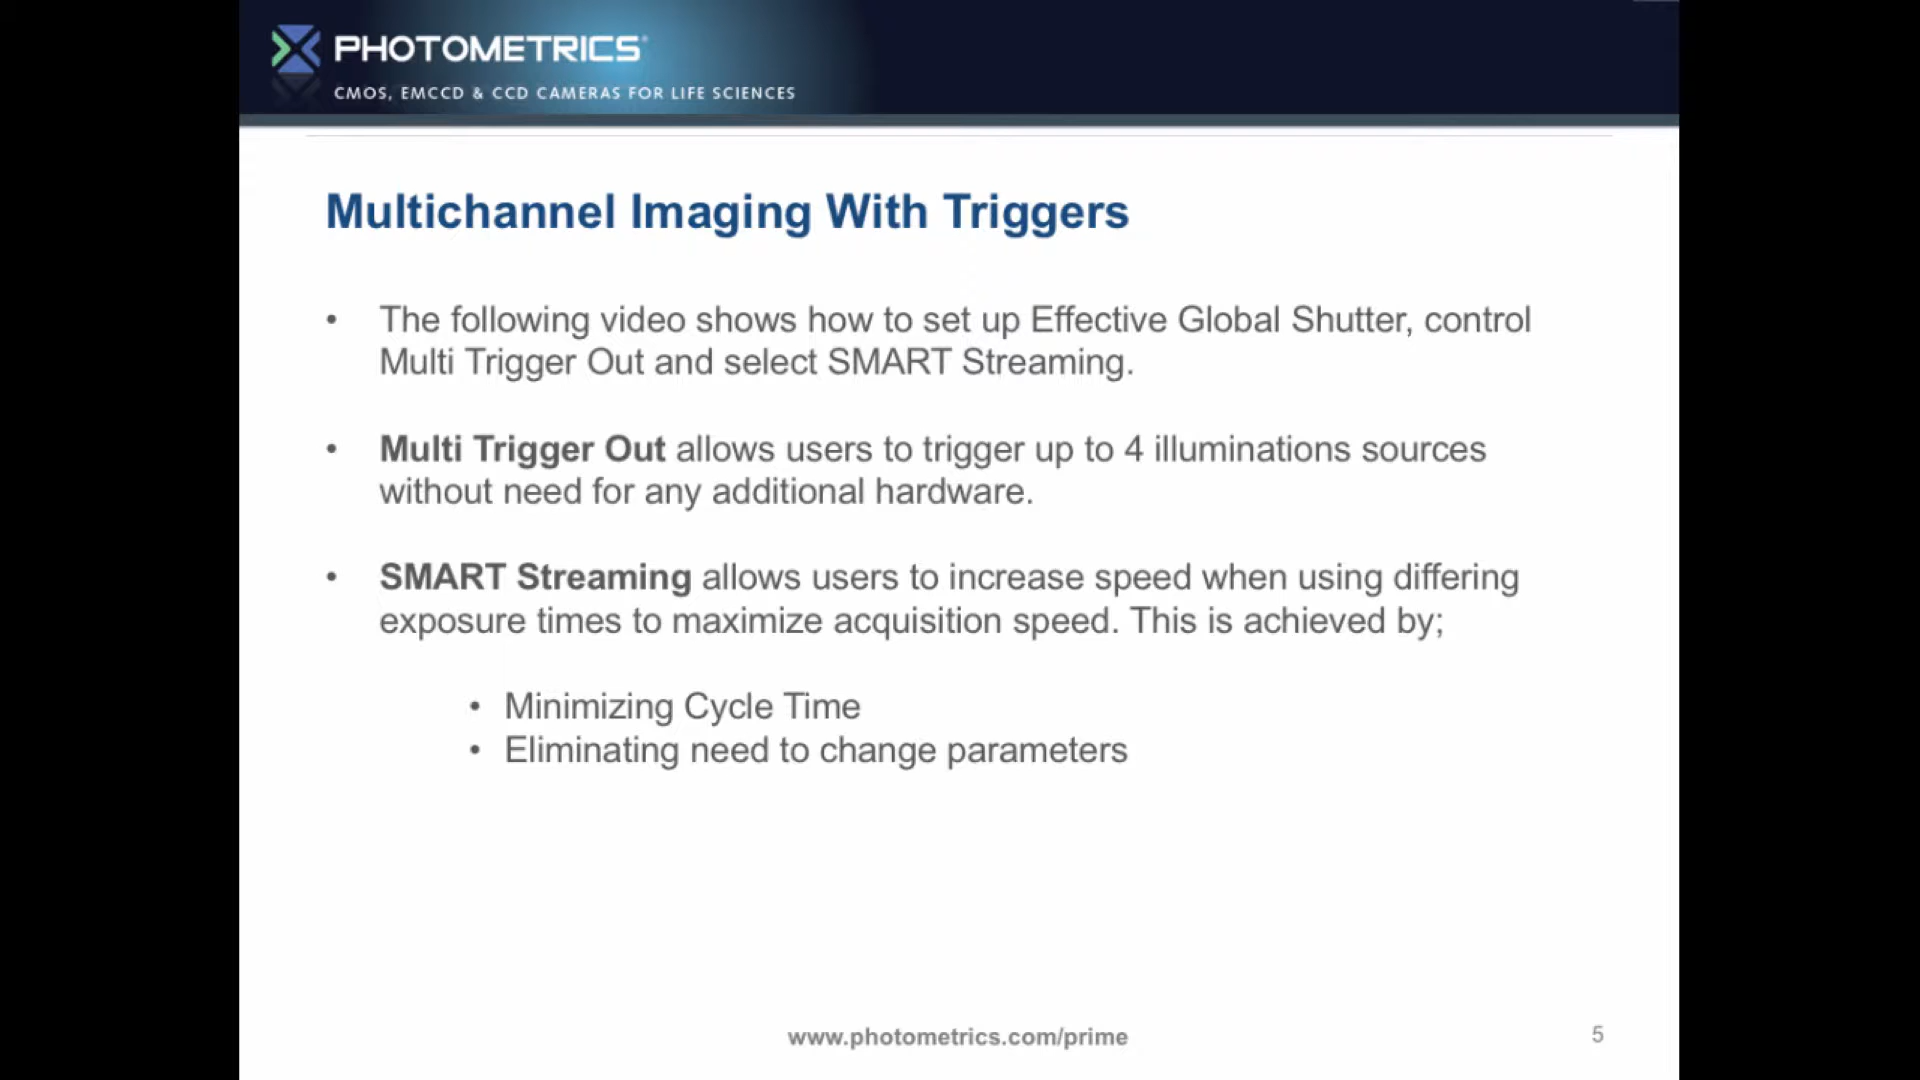 PHOTOMETRICS
CMOS, EMCCD & CCD CAMERAS FOR LIFE SCIENCES
Multichannel Imaging With Triggers
• The following video shows how to set up Effective Global Shutter, control
Multi Trigger Out and select SMART Streaming.
• Multi Trigger Out allows users to trigger up to 4 illuminations sources
without need for any additional hardware.
• SMART Streaming allows users to increase speed when using differing
exposure times to maximize acquisition speed. This is achieved by;
• Minimizing Cycle Time
• Eliminating need to change parameters
www.photometrics.com/prime
5